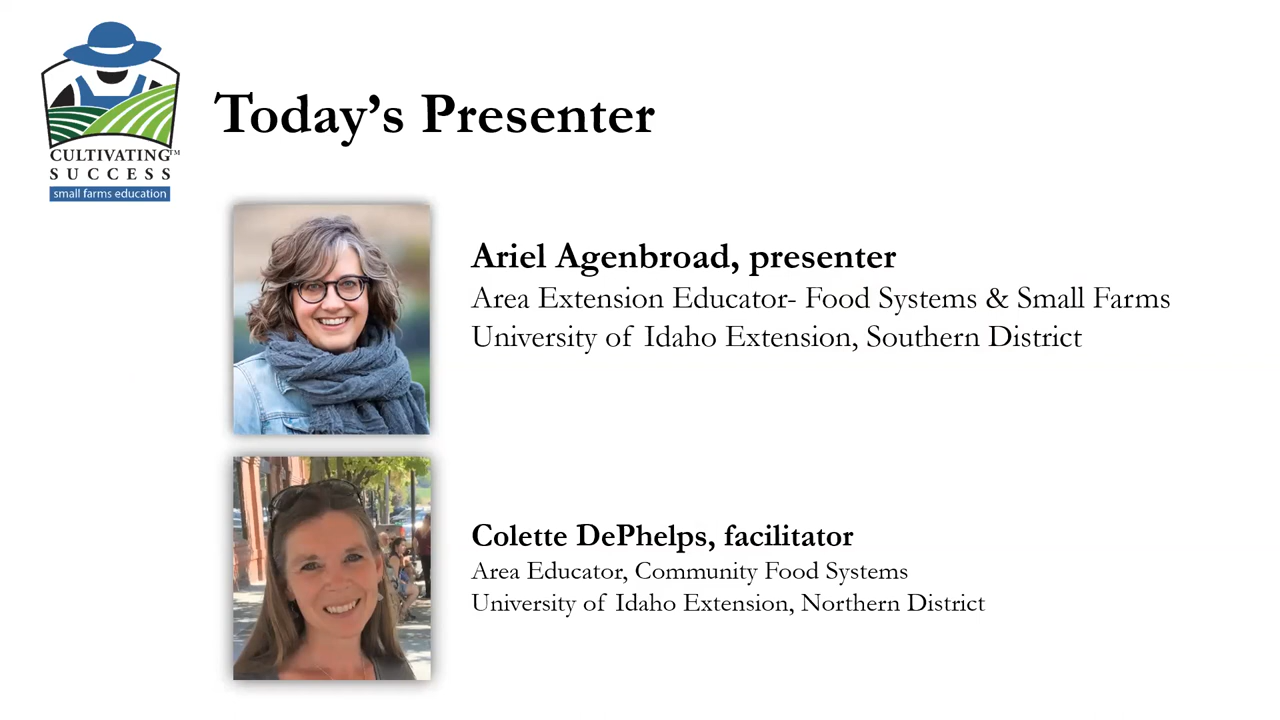 CULTIVATING™
SUCCESS
small farms education
Today’s Presenter
Ariel Agenbroad, presenter
Area Extension Educator- Food Systems & Small Farms
University of Idaho Extension, Southern District
Colette DePhelps, facilitator
Area Educator, Community Food Systems
University of Idaho Extension, Northern District